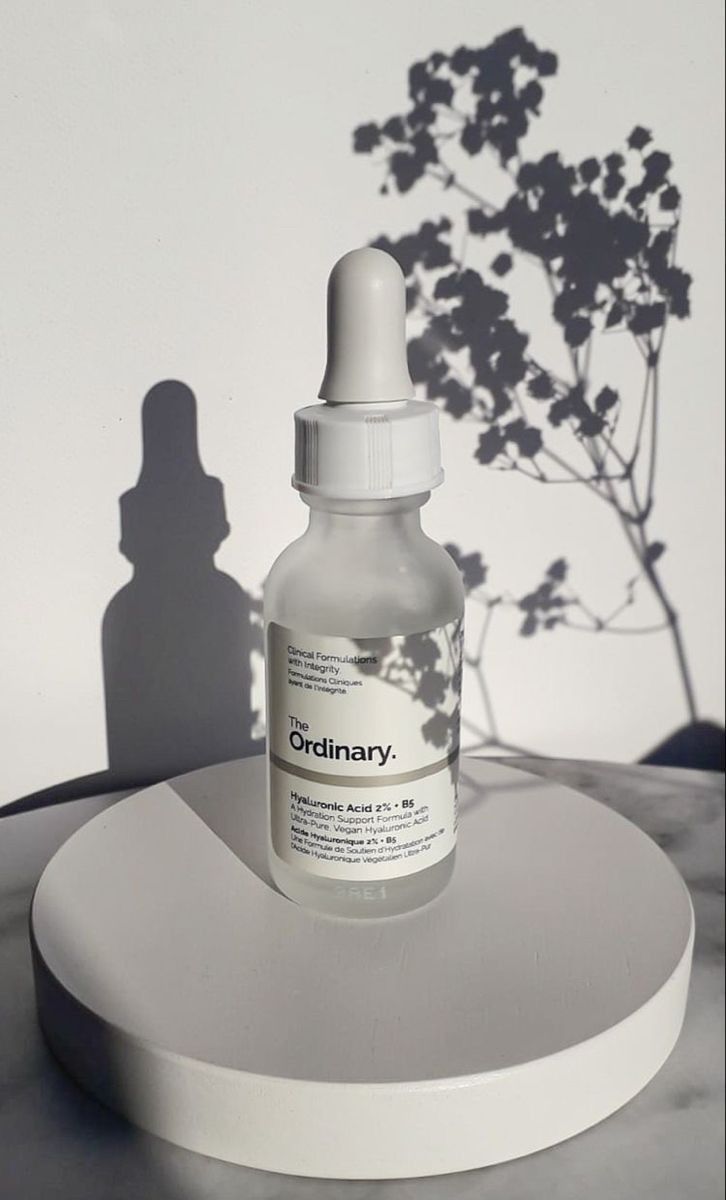 Clinical Formulations
with Integrity.
Formulations Cliniques
ayant de l'intégrité.
The
Ordinary.
Hyaluronic Acid 2% + B5
A Hydration Support Formula with
Ultra-Pure, Vegan Hyaluronic Acid
Acide Hyaluronique 2% + B5
Une Formule de Soutien d'Hydratation avec de
l'Acide Hyaluronique Végétalien Ultra-Pur